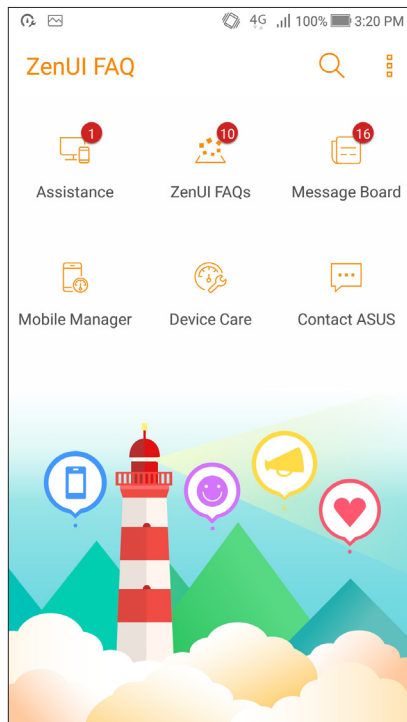 4G 100% 3:20 PM
ZenUI FAQ
1 10 16
Assistance ZenUI FAQs Message Board
Mobile Manager Device Care Contact ASUS